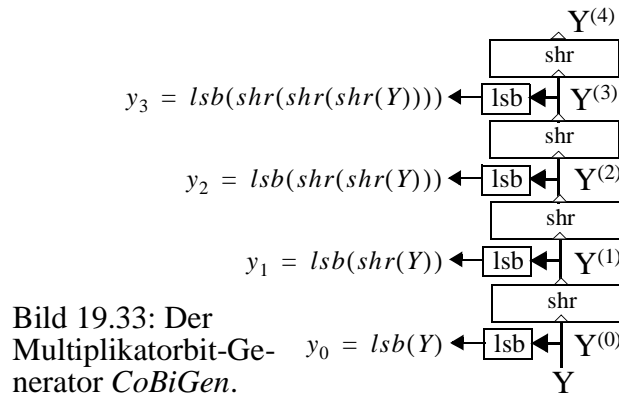 Y(4)
shr
y3 = lsb(shr(shr(shr(Y)))) lsb Y(3)
shr
y2 = lsb(shr(shr(Y))) lsb Y(2)
shr
y1 = lsb(shr(Y)) lsb Y(1)
shr
y0 = lsb(Y) lsb Y(0)
Y
Bild 19.33: Der
Multiplikatorbit-Ge-
nerator CoBiGen.